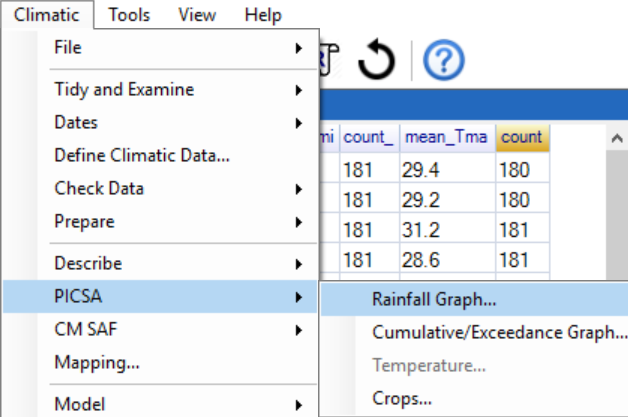 Climatic Tools View Help
File
Tidy and Examine
Dates
Define Climatic Data...
Check Data
Prepare
Describe
PICSA
CM SAF
Mapping...
Model
mi count_ mean_Tma count
181 29.4 180
181 29.2 180
181 31.2 181
181 28.6 181
Rainfall Graph...
Cumulative/Exceedance Graph...
Temperature...
Crops...